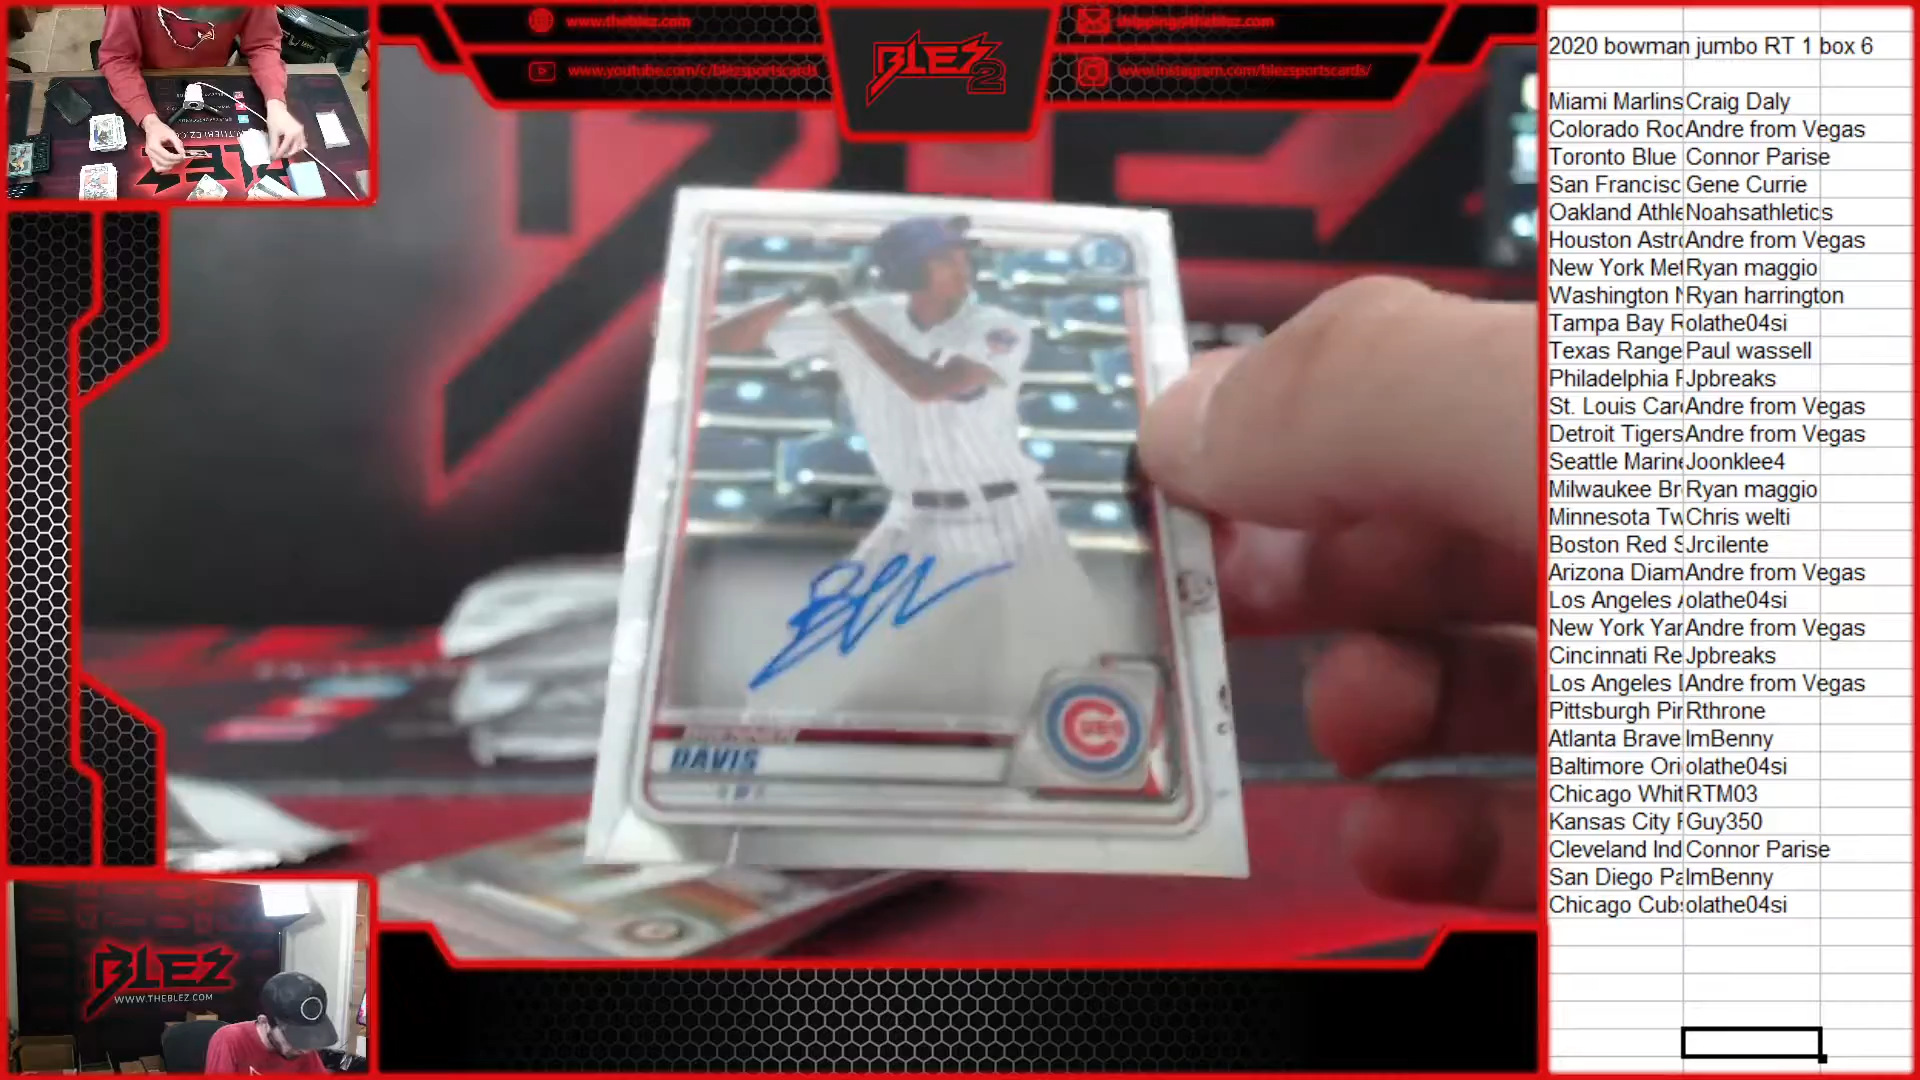 www.theblez.com
shipping@theblez.com
BLEZ
2
www.youtube.com/c/blezsportscards
www.instagram.com/blezsportscards/
DAVIS
CUBS
BLEZ
WWW.THEBLEZ.COM
2020 bowman jumbo RT 1 box 6
Miami Marlins Craig Daly
Colorado Roc Andre from Vegas
Toronto Blue Connor Parise
San Francisc Gene Currie
Oakland Athle Noahsathletics
Houston Astr Andre from Vegas
New York Met Ryan maggio
Washington N Ryan harrington
Tampa Bay R olathe04si
Texas Range Paul wassell
Philadelphia P Jpbreaks
St. Louis Car Andre from Vegas
Detroit Tigers Andre from Vegas
Seattle Marine Joonklee4
Milwaukee Br Ryan maggio
Minnesota Tw Chris welti
Boston Red S Jrcilente
Arizona Diam Andre from Vegas
Los Angeles A olathe04si
New York Yan Andre from Vegas
Cincinnati Re Jpbreaks
Los Angeles D Andre from Vegas
Pittsburgh Pir Rthrone
Atlanta Brave ImBenny
Baltimore Ori olathe04si
Chicago Whit RTM03
Kansas City R Guy350
Cleveland Ind Connor Parise
San Diego Pa ImBenny
Chicago Cubs olathe04si